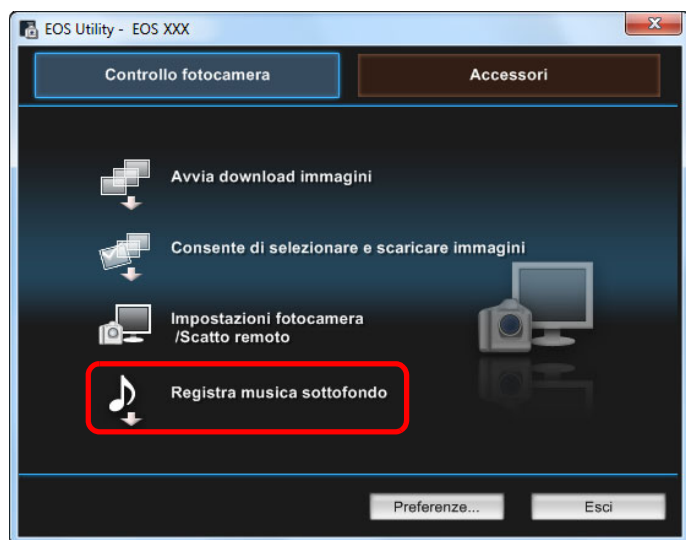 EOS Utility - EOS XXX
Controllo fotocamera
Accessori
Avvia download immagini
Consente di selezionare e scaricare immagini
Impostazioni fotocamera
/Scatto remoto
Registra musica sottofondo
Preferenze...
Esci